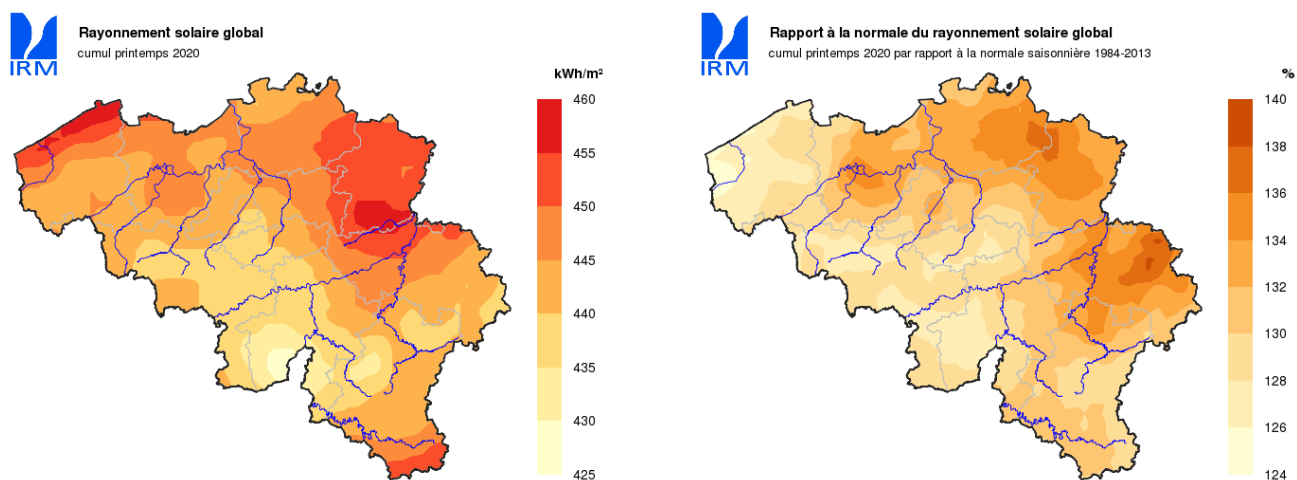 IRM
Rayonnement solaire global
cumul printemps 2020
kWh/m²
460
455
450
445
440
435
430
425
IRM
Rapport à la normale du rayonnement solaire global
cumul printemps 2020 par rapport à la normale saisonnière 1984-2013
%
140
138
136
134
132
130
128
126
124